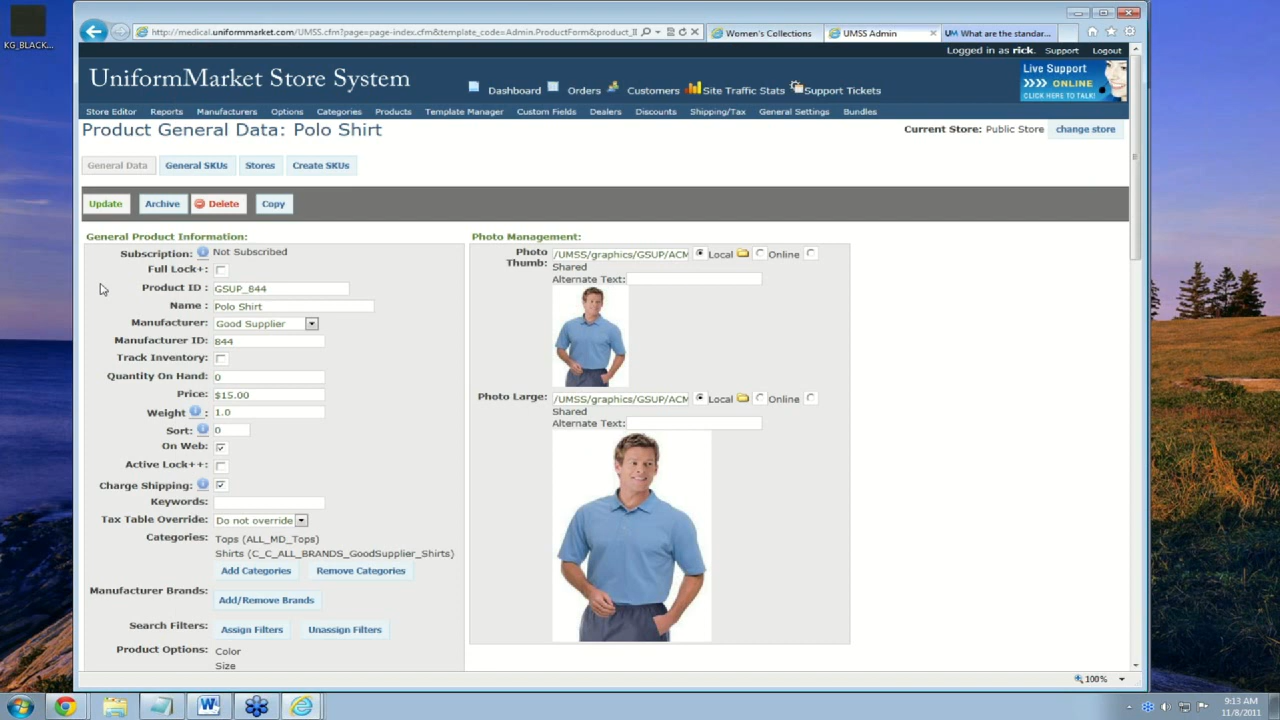 KG_BLACK...
http://medical.uniformmarket.com/UMSS.cfm?page=page-index.cfm&template_code=Admin.ProductForm&product_I
Women's Collections
UMSS Admin
UM What are the standar...
Logged in as rick.
Support
Logout
UniformMarket Store System
Dashboard
Orders
Customers
Site Traffic Stats
Support Tickets
Live Support
>>>> ONLINE
CLICK HERE TO TALK!
Store Editor
Reports
Manufacturers
Options
Categories
Products
Template Manager
Custom Fields
Dealers
Discounts
Shipping/Tax
General Settings
Bundles
Product General Data: Polo Shirt
Current Store: Public Store
change store
General Data
General SKUs
Stores
Create SKUs
Update
Archive
Delete
Copy
General Product Information:
Subscription: Not Subscribed
Full Lock+:
Product ID : GSUP_844
Name : Polo Shirt
Manufacturer: Good Supplier
Manufacturer ID: 844
Track Inventory:
Quantity On Hand: 0
Price: $15.00
Weight : 1.0
Sort: 0
On Web:
Active Lock++:
Charge Shipping:
Keywords:
Tax Table Override: Do not override
Categories: Tops (ALL_MD_Tops)
Shirts (C_C_ALL_BRANDS_GoodSupplier_Shirts)
Add Categories
Remove Categories
Manufacturer Brands:
Add/Remove Brands
Search Filters:
Assign Filters
Unassign Filters
Product Options: Color
Size
Photo Management:
Photo Thumb: /UMSS/graphics/GSUP/ACM Local Online
Shared
Alternate Text:
Photo Large: /UMSS/graphics/GSUP/ACM Local Online
Shared
Alternate Text:
100%
9:13 AM
11/8/2011